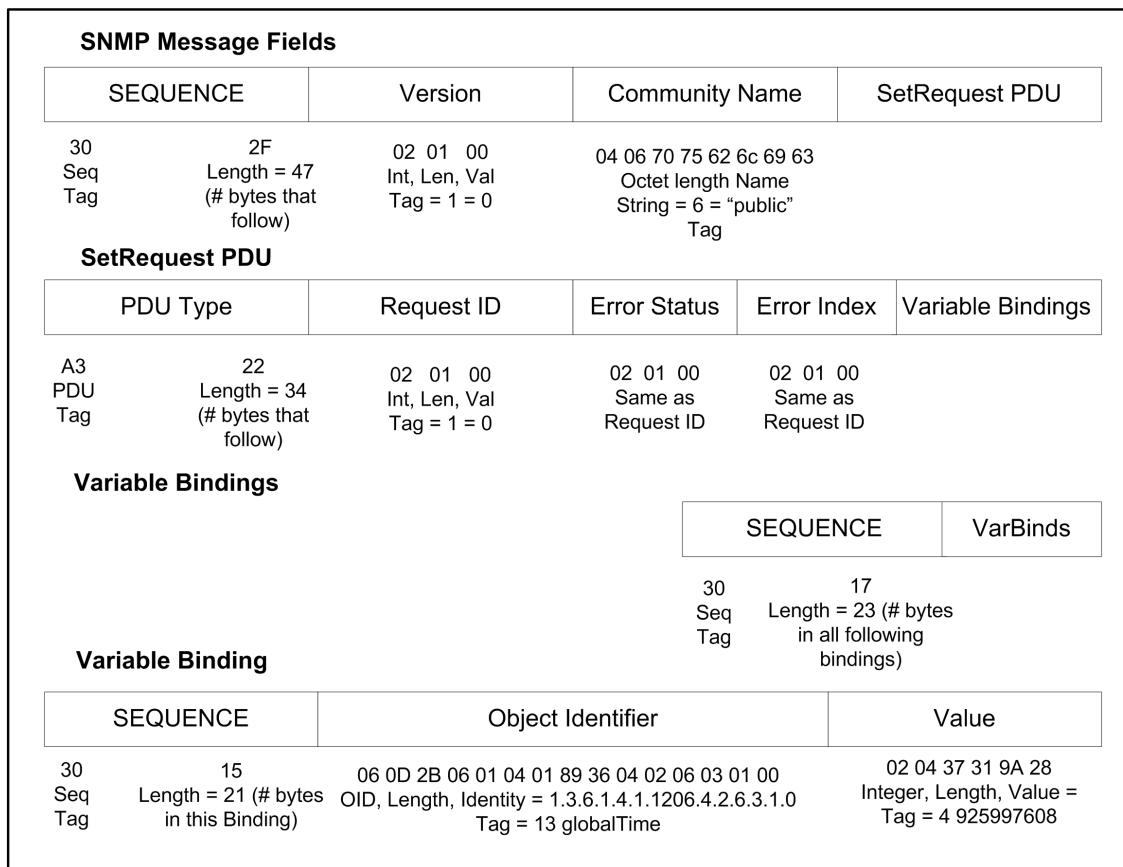 SNMP Message Fields
SEQUENCE Version Community Name SetRequest PDU
30 2F 02 01 00 04 06 70 75 62 6c 69 63
Seq Length = 47 Int, Len, Val Octet length Name
Tag (# bytes that Tag = 1 = 0 String = 6 = “public”
follow) Tag
SetRequest PDU
PDU Type Request ID Error Status Error Index Variable Bindings
A3 22 02 01 00 02 01 00 02 01 00
PDU Length = 34 Int, Len, Val Same as Same as
Tag (# bytes that Tag = 1 = 0 Request ID Request ID
follow)
Variable Bindings
SEQUENCE VarBinds
30 17
Seq Length = 23 (# bytes
Tag in all following
bindings)
Variable Binding
SEQUENCE Object Identifier Value
30 15 06 0D 2B 06 01 04 01 89 36 04 02 06 03 01 00 02 04 37 31 9A 28
Seq Length = 21 (# bytes OID, Length, Identity = 1.3.6.1.4.1.1206.4.2.6.3.1.0 Integer, Length, Value =
Tag in this Binding) Tag = 13 globalTime Tag = 4 925997608